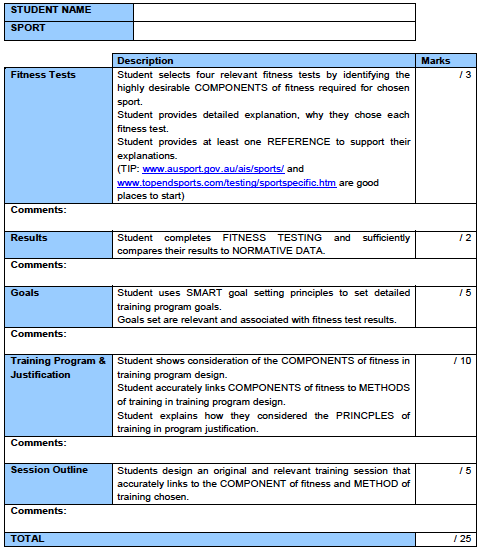 STUDENT NAME
SPORT
Description Marks
Fitness Tests Student selects four relevant fitness tests by identifying the / 3
highly desirable COMPONENTS of fitness required for chosen
sport.
Student provides detailed explanation, why they chose each
fitness test.
Student provides at least one REFERENCE to support their
explanations.
(TIP: www.ausport.gov.au/ais/sports/ and
www.topendsports.com/testing/sportspecific.htm are good
places to start)
Comments:
Results Student completes FITNESS TESTING and sufficiently / 2
compares their results to NORMATIVE DATA.
Comments:
Goals Student uses SMART goal setting principles to set detailed / 5
training program goals.
Goals set are relevant and associated with fitness test results.
Comments:
Training Program & Student shows consideration of the COMPONENTS of fitness in / 10
Justification training program design.
Student accurately links COMPONENTS of fitness to METHODS
of training in training program design.
Student explains how they considered the PRINCPLES of
training in program justification.
Comments:
Session Outline Students design an original and relevant training session that / 5
accurately links to the COMPONENT of fitness and METHOD of
training chosen.
Comments:
TOTAL / 25